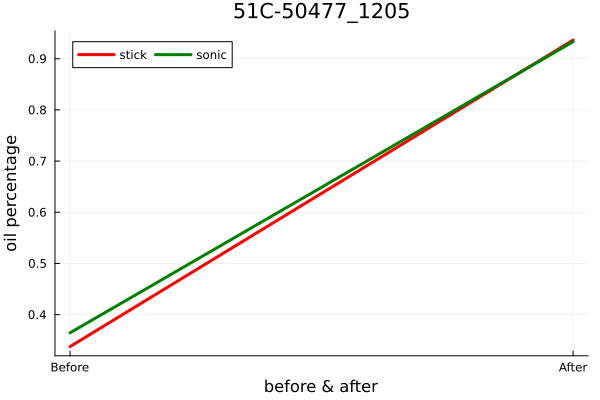 51C-50477_1205
stick sonic
0.9
0.8
0.7
0.6
0.5
0.4
oil percentage
Before After
before & after